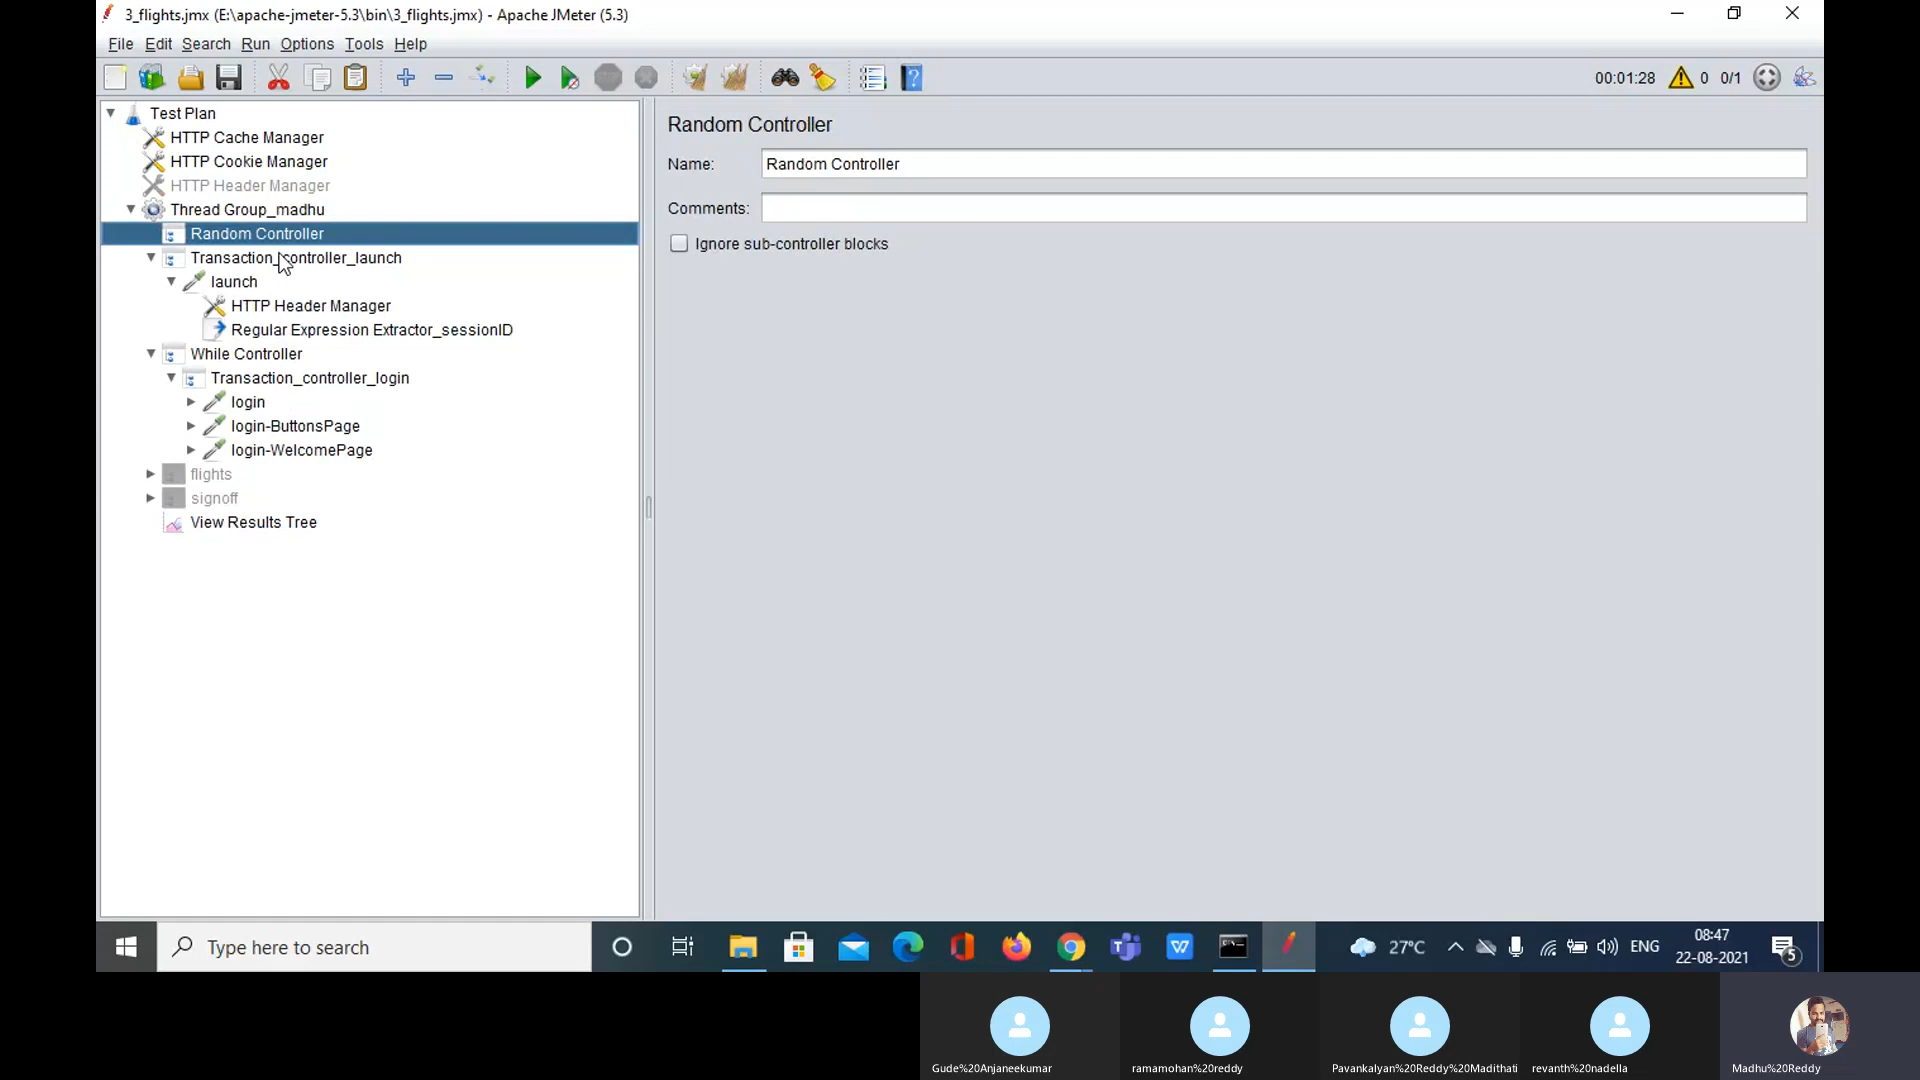 3_flights.jmx (E:\apache-jmeter-5.3\bin\3_flights.jmx) - Apache JMeter (5.3)
File Edit Search Run Options Tools Help
00:01:28 0 0/1
Test Plan
HTTP Cache Manager
HTTP Cookie Manager
HTTP Header Manager
Thread Group_madhu
Random Controller
Transaction_controller_launch
launch
HTTP Header Manager
Regular Expression Extractor_sessionID
While Controller
Transaction_controller_login
login
login-ButtonsPage
login-WelcomePage
flights
signoff
View Results Tree
Random Controller
Name: Random Controller
Comments:
Ignore sub-controller blocks
Type here to search
27°C ENG
08:47
22-08-2021
5
Gude%20Anjaneekumar
ramamohan%20reddy
Pavankalyan%20Reddy%20Madithati
revanth%20nadella
Madhu%20Reddy